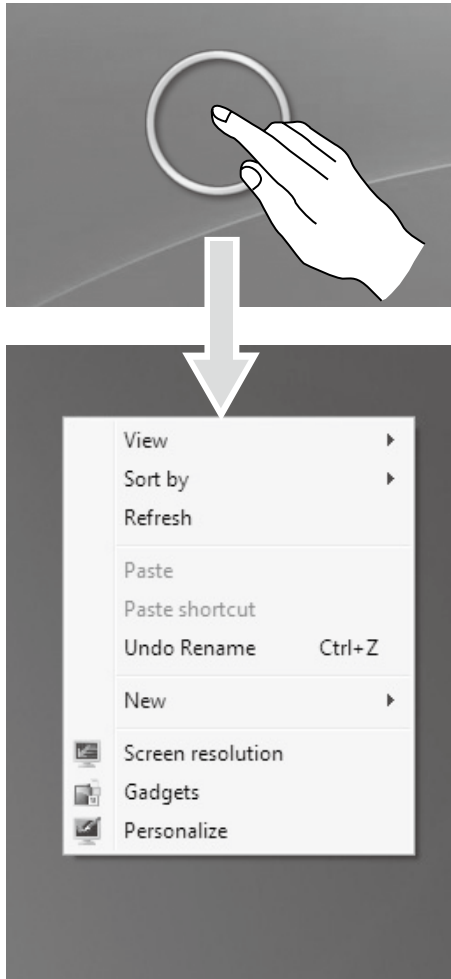 View
Sort by
Refresh
Paste
Paste shortcut
Undo Rename Ctrl+Z
New
Screen resolution
Gadgets
Personalize